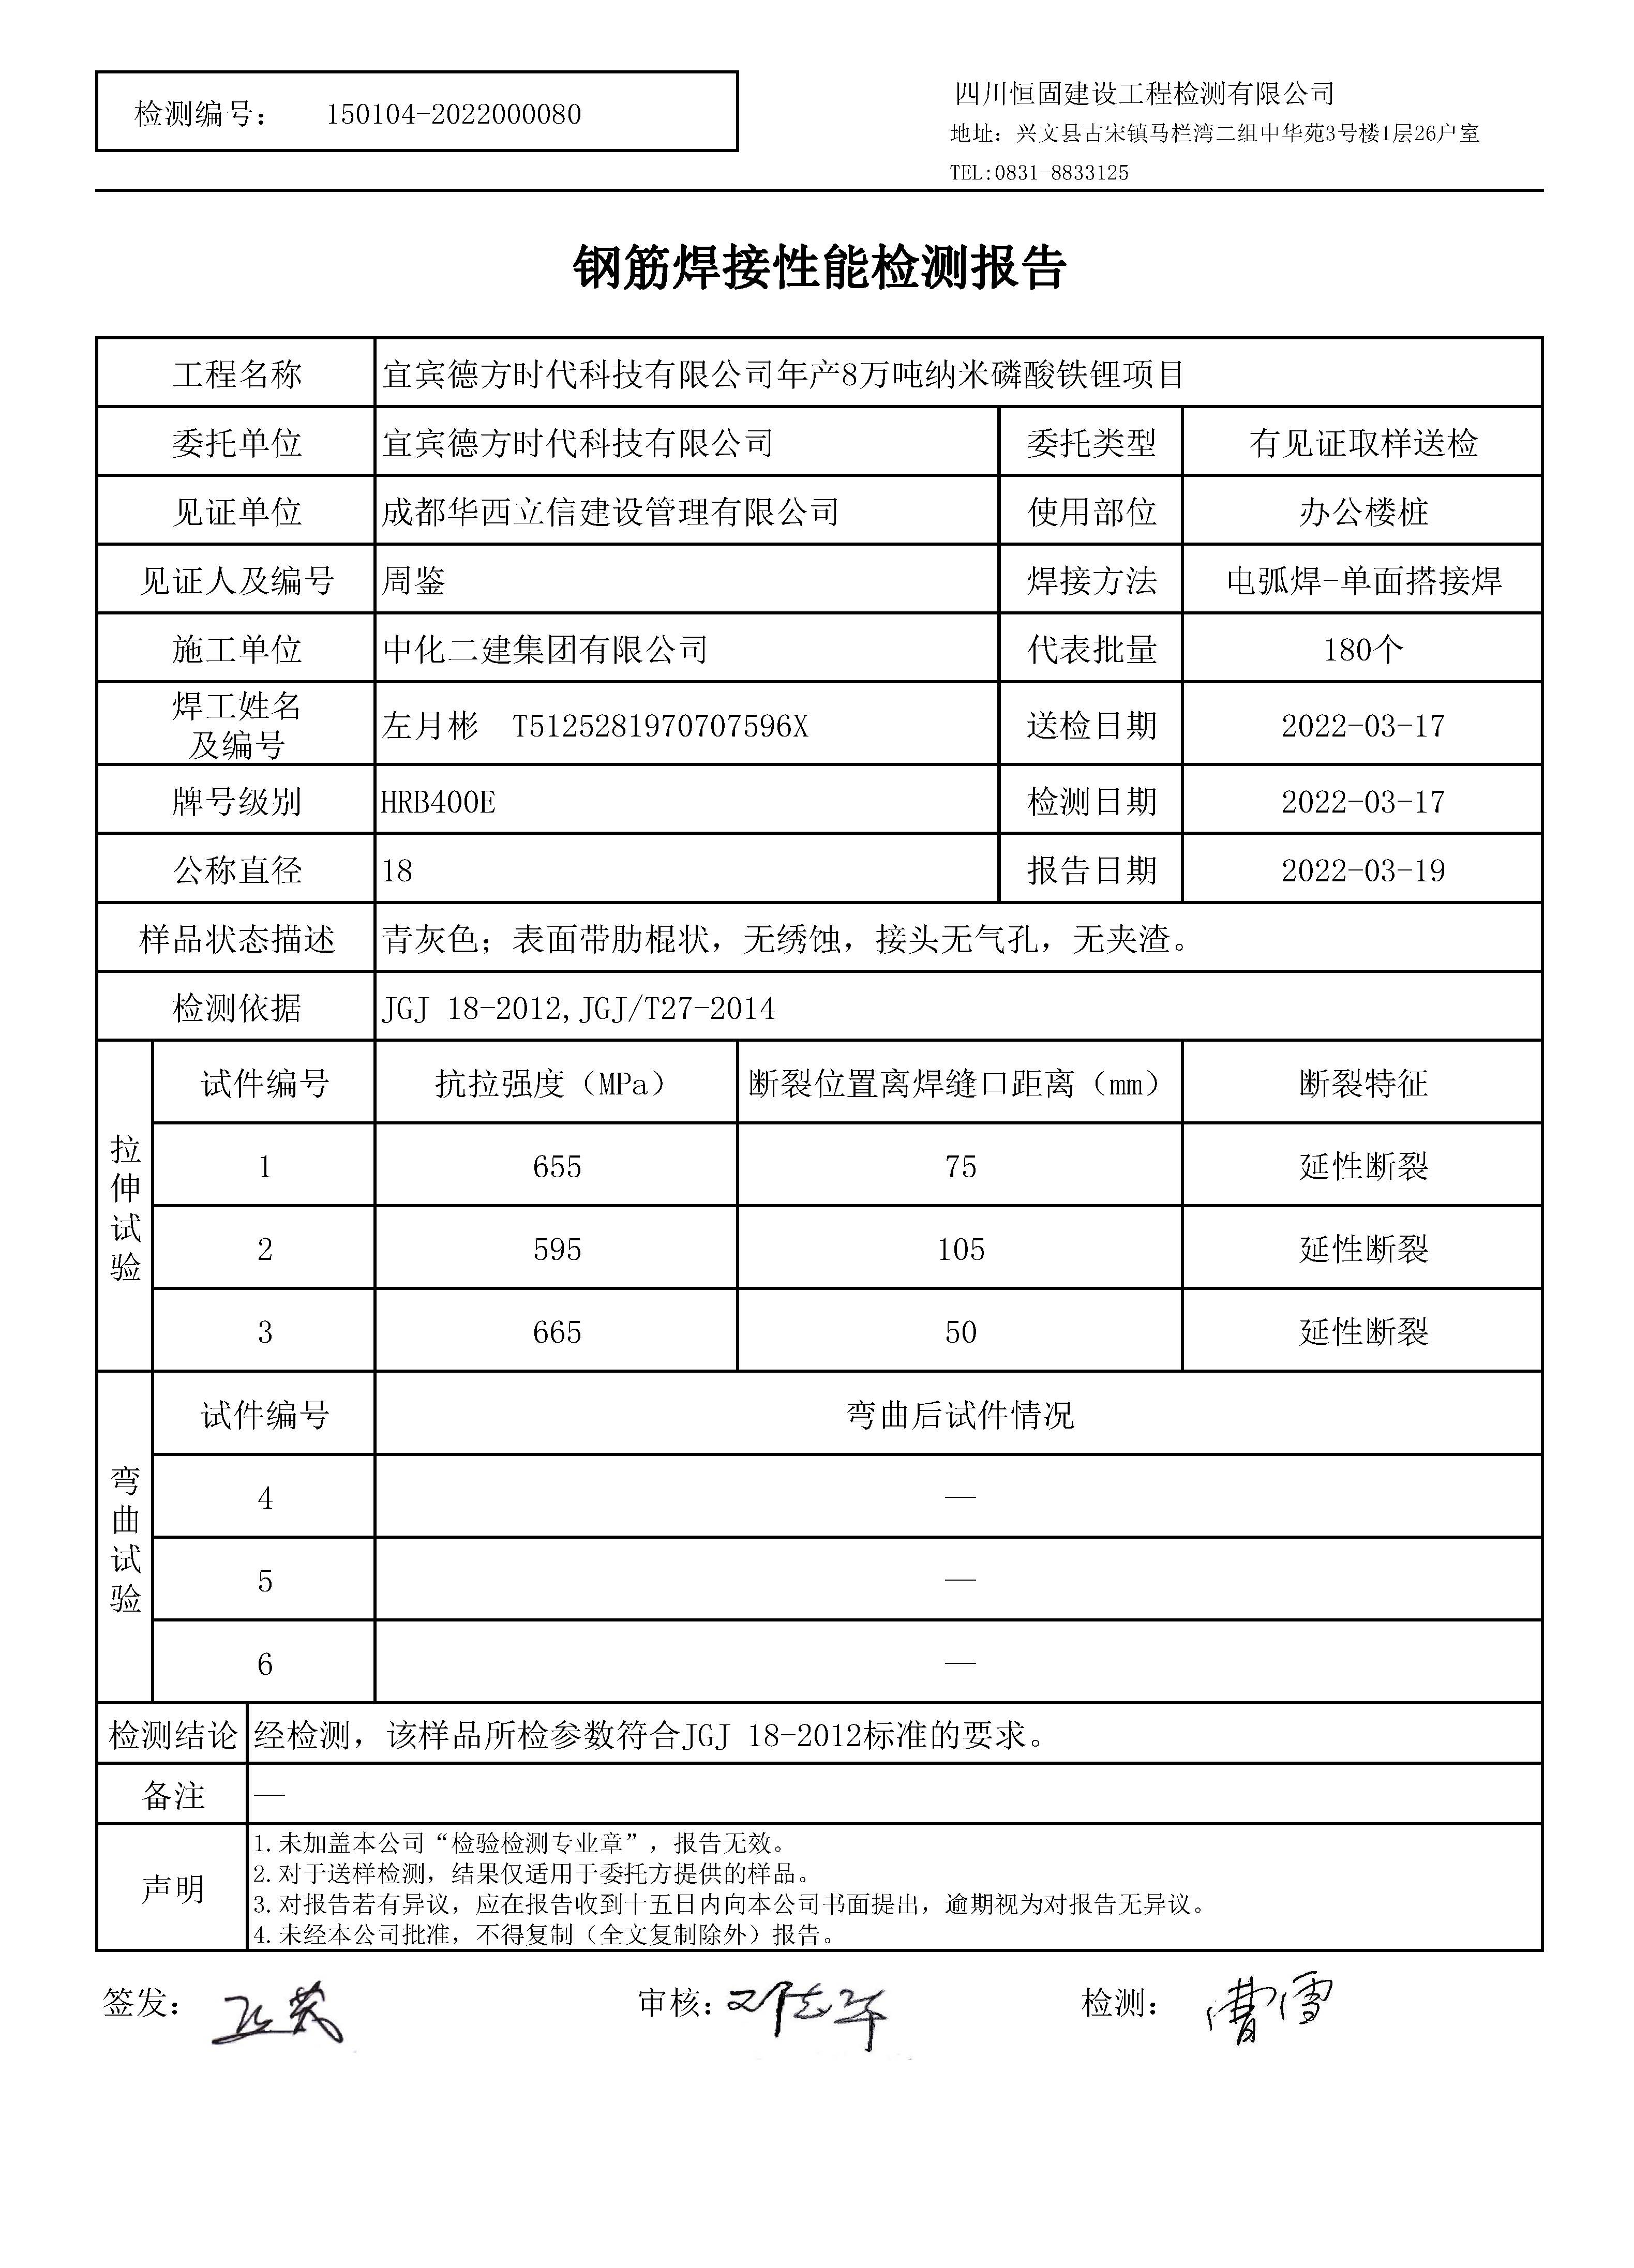 检测编号： 150104-2022000080
四川恒固建设工程检测有限公司
地址：兴文县古宋镇马栏湾二组中华苑3号楼1层26户室
TEL:0831-8833125
钢筋焊接性能检测报告
工程名称 宜宾德方时代科技有限公司年产8万吨纳米磷酸铁锂项目
委托单位 宜宾德方时代科技有限公司 委托类型 有见证取样送检
见证单位 成都华西立信建设管理有限公司 使用部位 办公楼桩
见证人及编号 周鉴 焊接方法 电弧焊-单面搭接焊
施工单位 中化二建集团有限公司 代表批量 180个
焊工姓名
及编号 左月彬 T512528197070759​6X 送检日期 2022-03-17
牌号级别 HRB400E 检测日期 2022-03-17
公称直径 18 报告日期 2022-03-19
样品状态描述 青灰色；表面带肋棍状，无绣蚀，接头无气孔，无夹渣。
检测依据 JGJ 18-2012,JGJ/T27-2014
拉伸试验
试件编号 抗拉强度（MPa） 断裂位置离焊缝口距离（mm） 断裂特征
1 655 75 延性断裂
2 595 105 延性断裂
3 665 50 延性断裂
弯曲试验
试件编号 弯曲后试件情况
4 —
5 —
6 —
检测结论 经检测，该样品所检参数符合JGJ 18-2012标准的要求。
备注 —
声明
1.未加盖本公司“检验检测专业章”，报告无效。
2.对于送样检测，结果仅适用于委托方提供的样品。
3.对报告若有异议，应在报告收到十五日内向本公司书面提出，逾期视为对报告无异议。
4.未经本公司批准，不得复制（全文复制除外）报告。
签发： 审核：邓志华 检测：曹雪